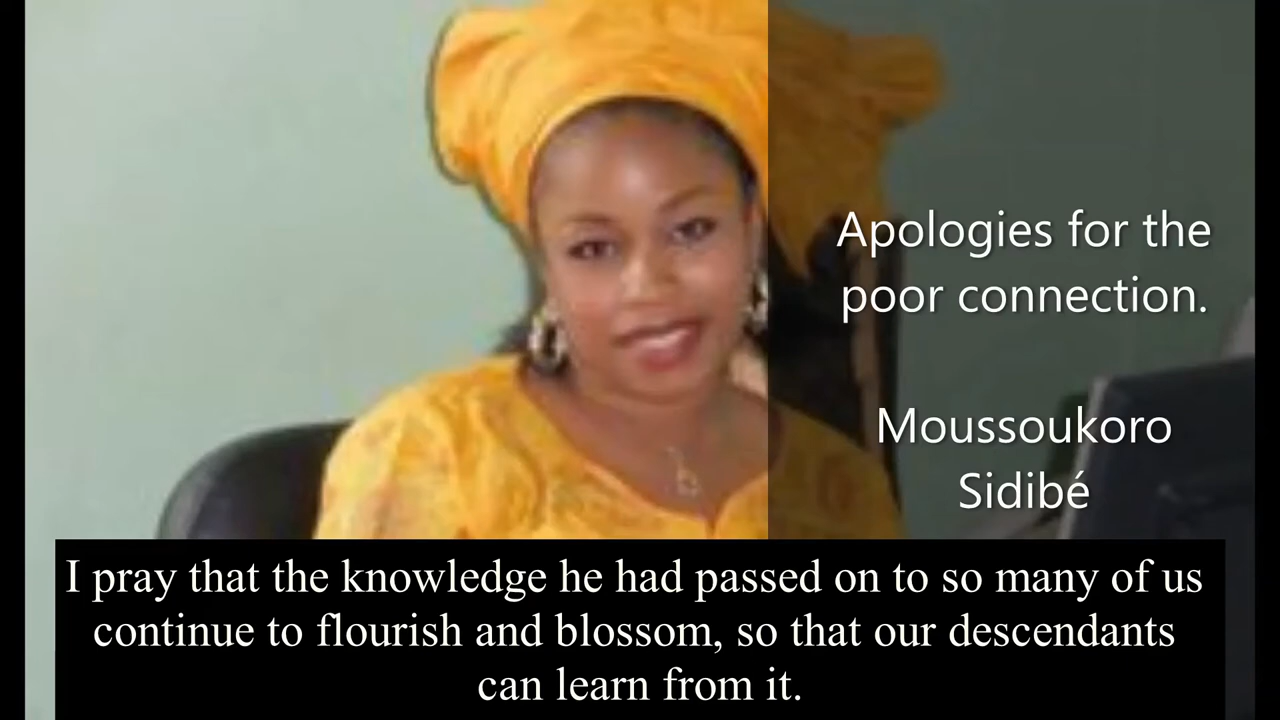 Apologies for the
poor connection.
Moussoukoro
Sidibé
I pray that the knowledge he had passed on to so many of us
continue to flourish and blossom, so that our descendants
can learn from it.